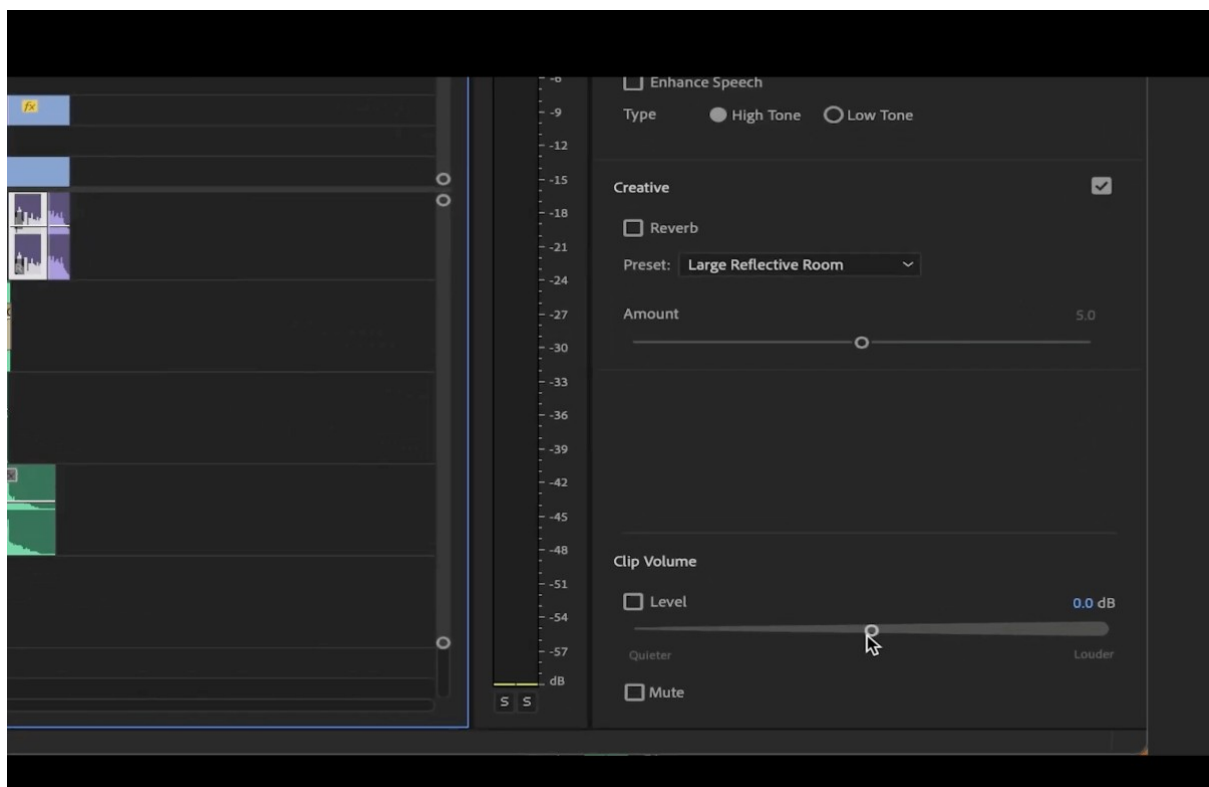 -6
Enhance Speech
fx
-9
Type High Tone Low Tone
-12
-15
Creative
-18
Reverb
-21
Preset: Large Reflective Room
-24
-27
Amount 5.0
-30
-33
-36
-39
-42
-45
-48
Clip Volume
-51
Level 0.0 dB
-54
-57
Quieter Louder
dB
S S
Mute